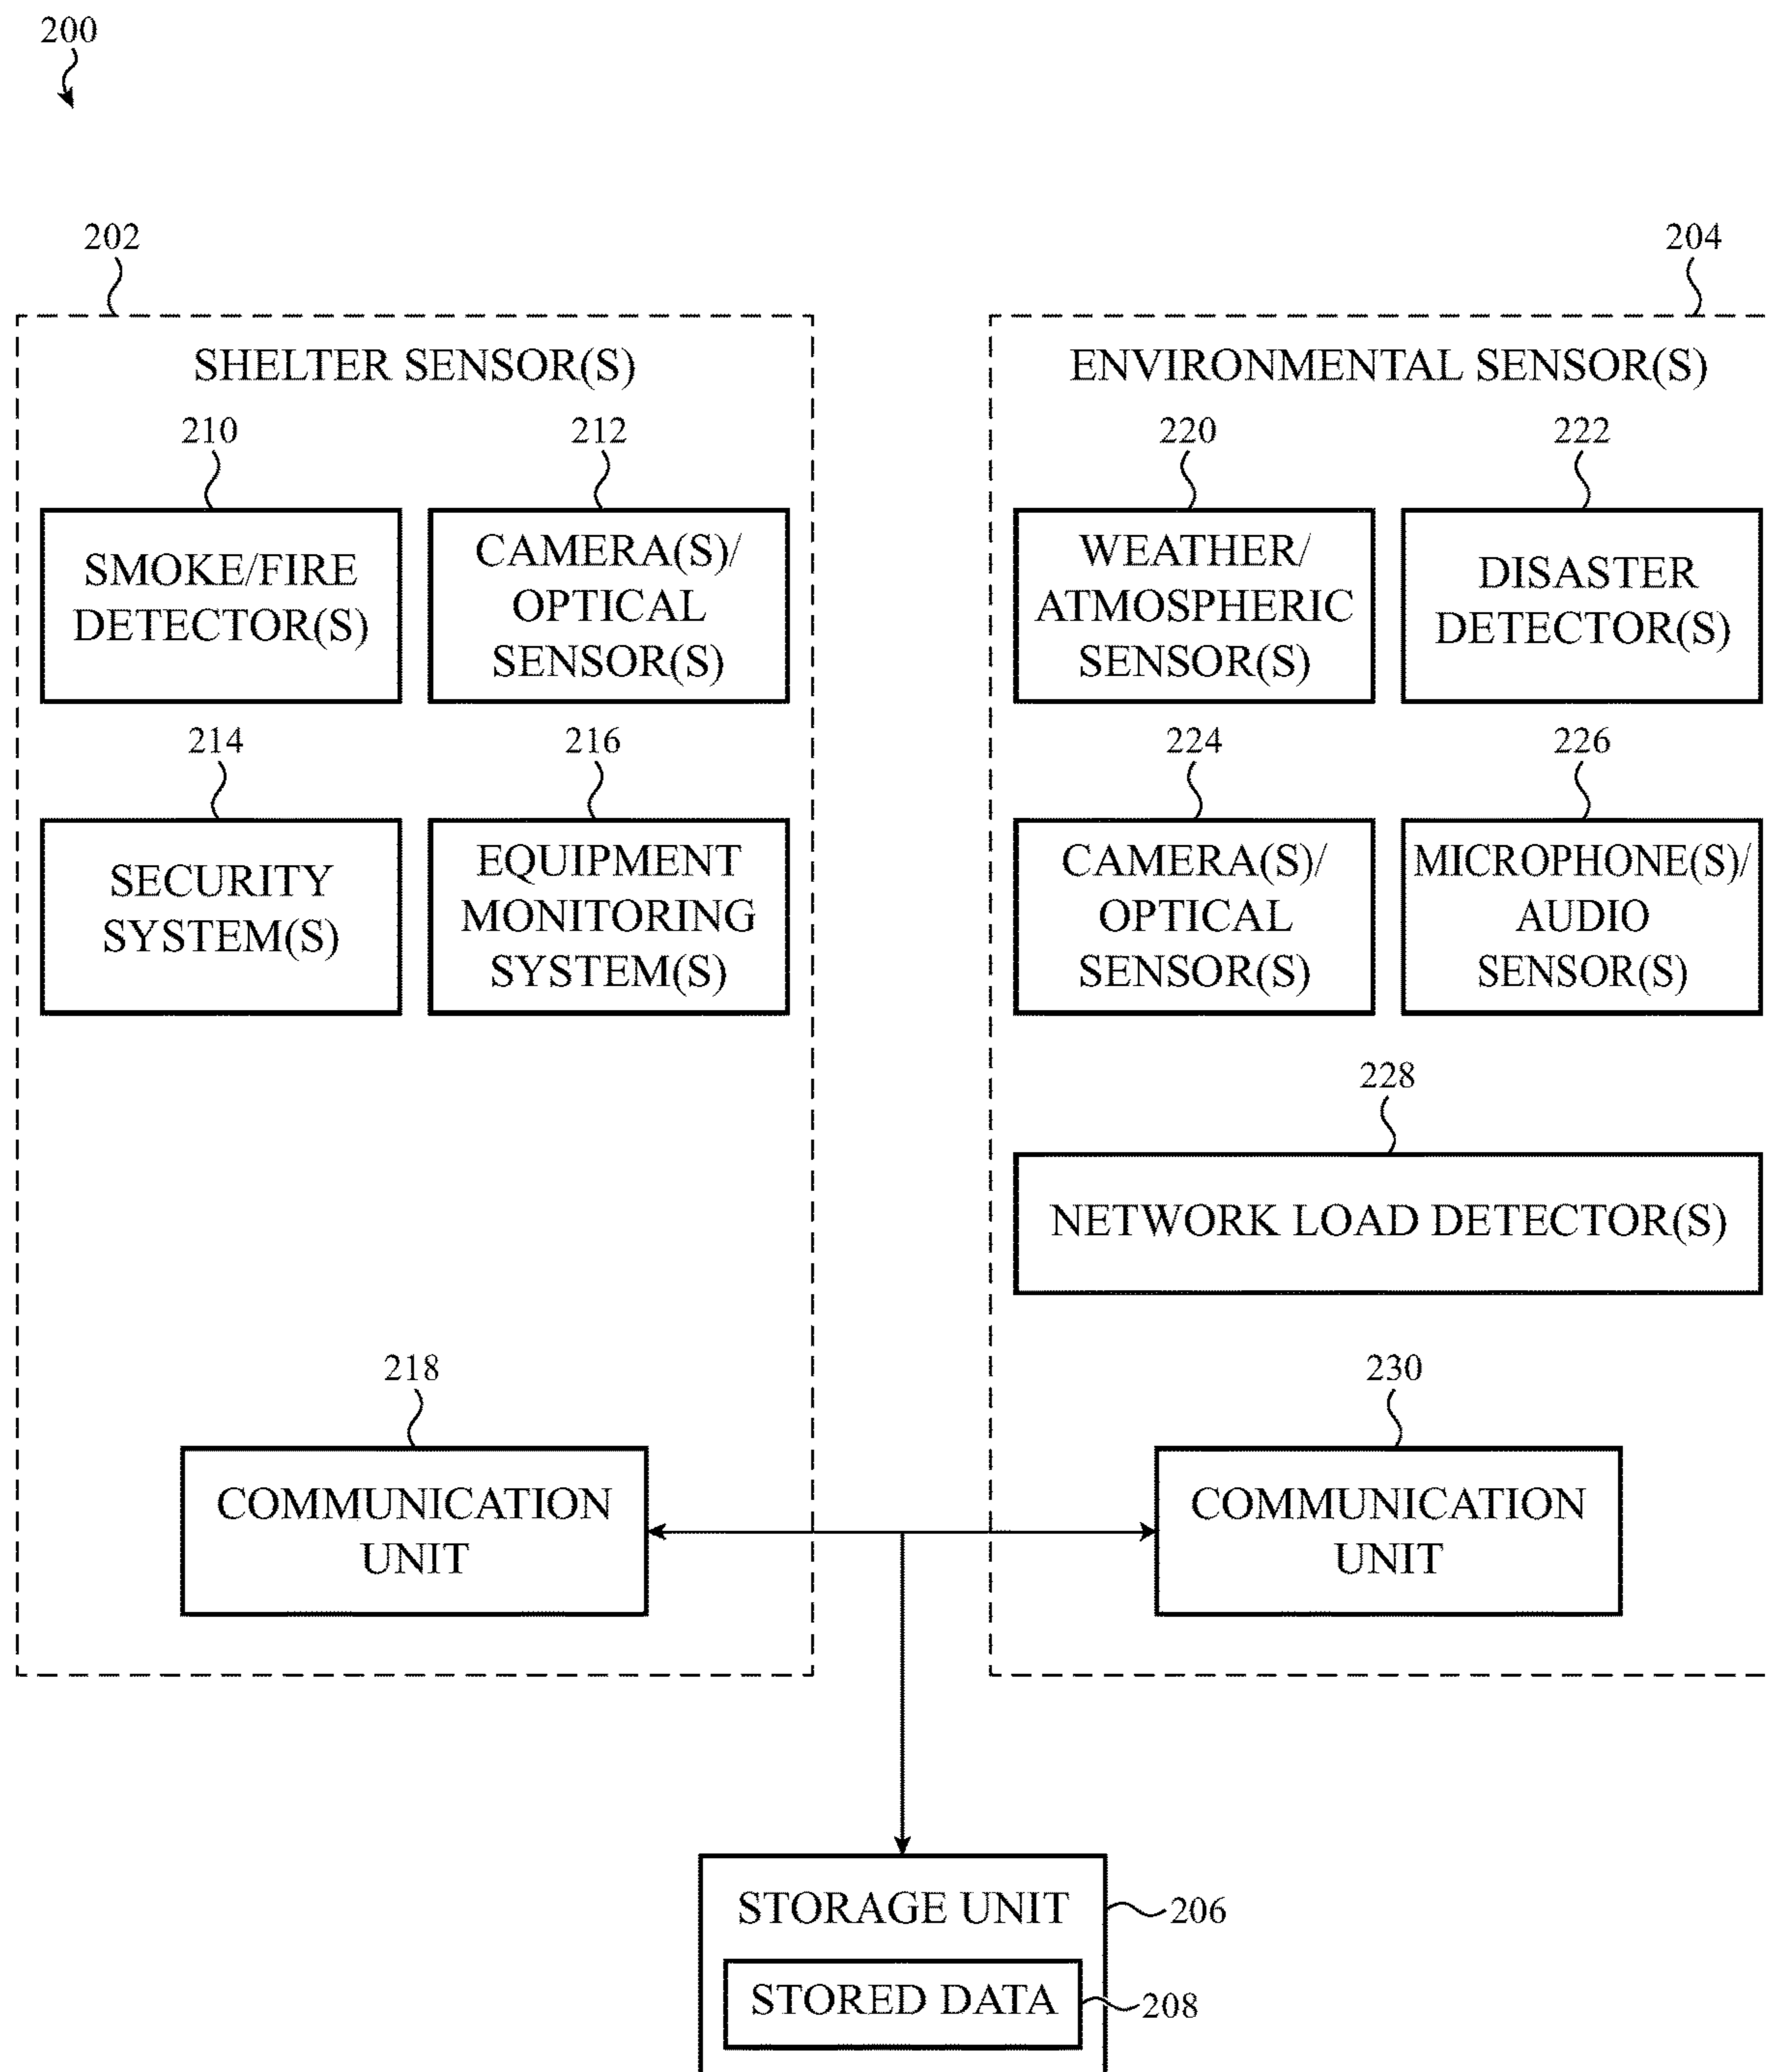 200
202
204
SHELTER SENSOR(S)
ENVIRONMENTAL SENSOR(S)
210
212
220
222
SMOKE/FIRE
DETECTOR(S)
CAMERA(S)/
OPTICAL
SENSOR(S)
WEATHER/
ATMOSPHERIC
SENSOR(S)
DISASTER
DETECTOR(S)
214
216
224
226
SECURITY
SYSTEM(S)
EQUIPMENT
MONITORING
SYSTEM(S)
CAMERA(S)/
OPTICAL
SENSOR(S)
MICROPHONE(S)/
AUDIO
SENSOR(S)
228
NETWORK LOAD DETECTOR(S)
218
230
COMMUNICATION
UNIT
COMMUNICATION
UNIT
STORAGE UNIT
206
STORED DATA
208